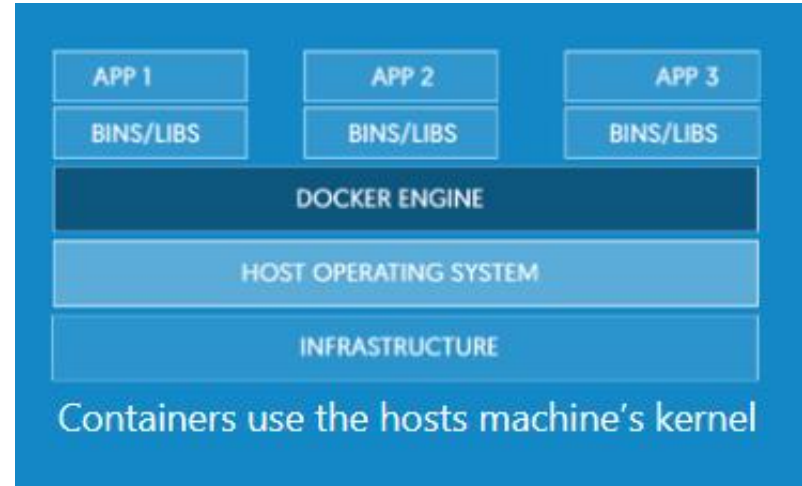 APP 1 APP 2 APP 3
BINS/LIBS BINS/LIBS BINS/LIBS
DOCKER ENGINE
HOST OPERATING SYSTEM
INFRASTRUCTURE
Containers use the hosts machine's kernel